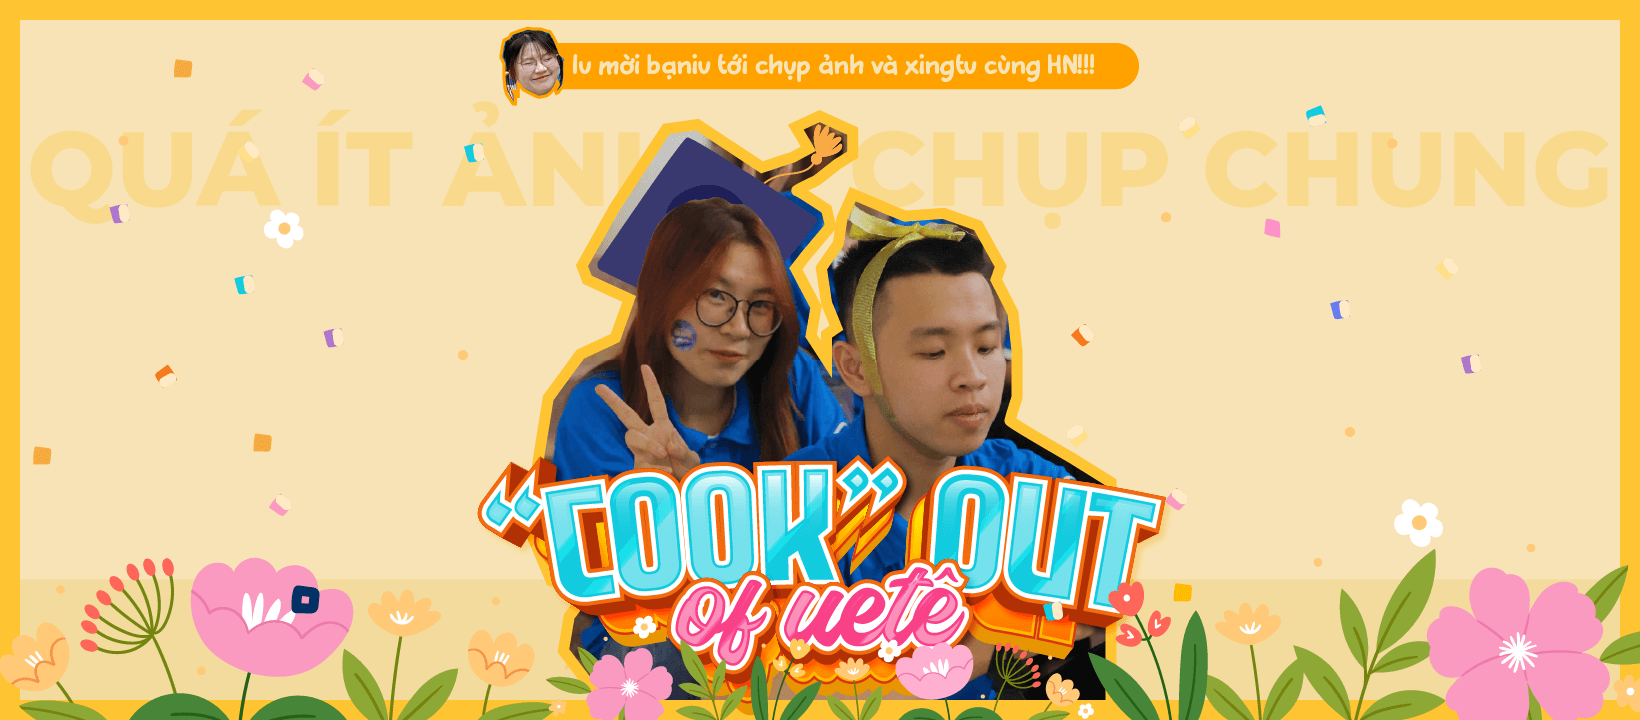 lu mời bạniu tới chụp ảnh và xingtu cùng HN!!!
QUÁ ÍT ẢNH CHỤP CHUNG
"COOK" OUT
of uetê